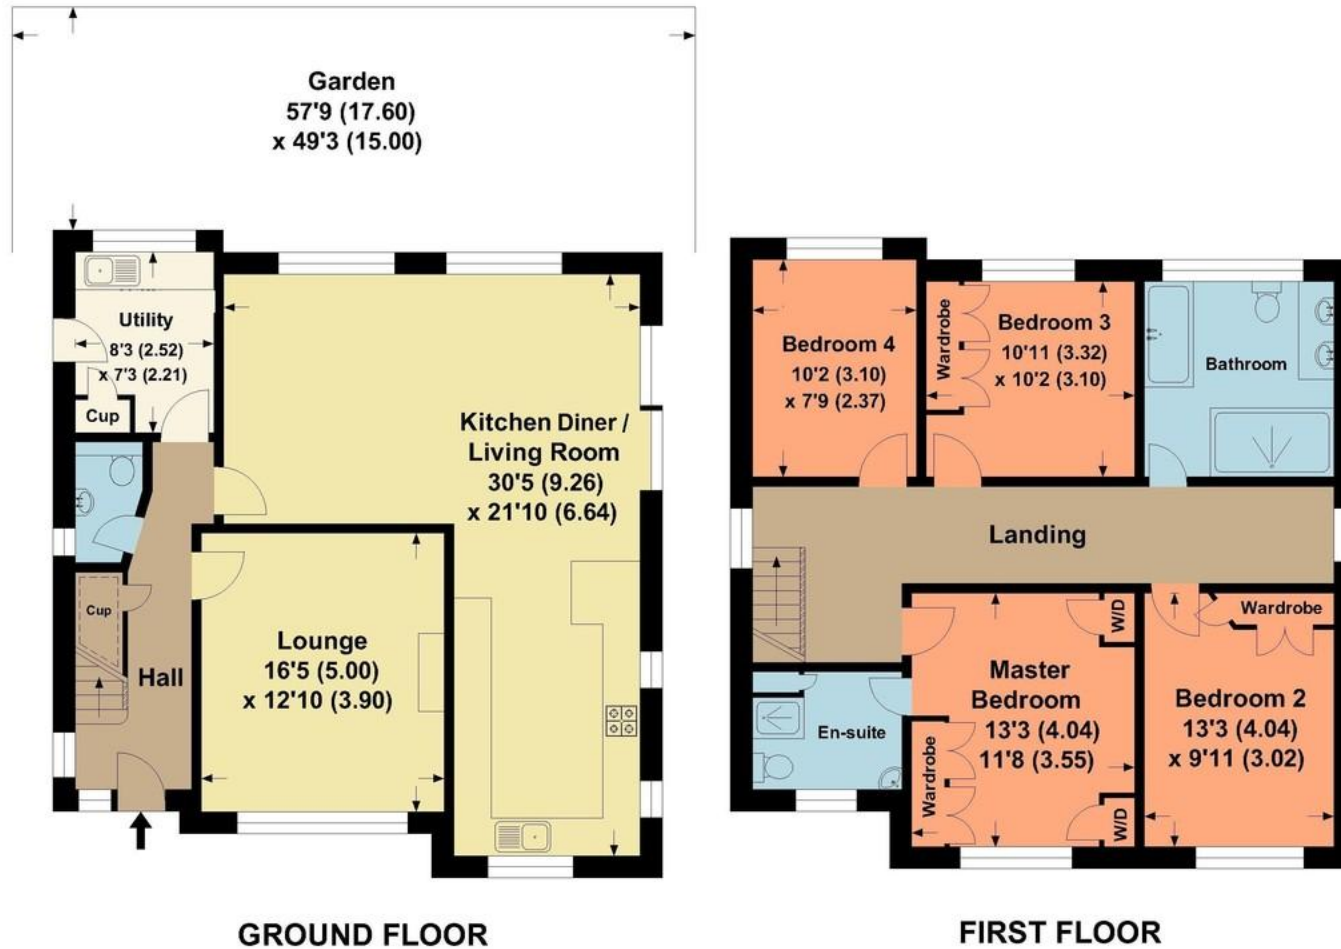 Garden
57'9 (17.60)
x 49'3 (15.00)
Utility
8'3 (2.52)
x 7'3 (2.21)
Cup
Kitchen Diner /
Living Room
30'5 (9.26)
x 21'10 (6.64)
Cup
Hall
Lounge
16'5 (5.00)
x 12'10 (3.90)
GROUND FLOOR
Bedroom 4
10'2 (3.10)
x 7'9 (2.37)
Wardrobe
Bedroom 3
10'11 (3.32)
x 10'2 (3.10)
Bathroom
Landing
En-suite
Wardrobe
Master
Bedroom
13'3 (4.04)
11'8 (3.55)
W/D
W/D
Wardrobe
Bedroom 2
13'3 (4.04)
x 9'11 (3.02)
FIRST FLOOR